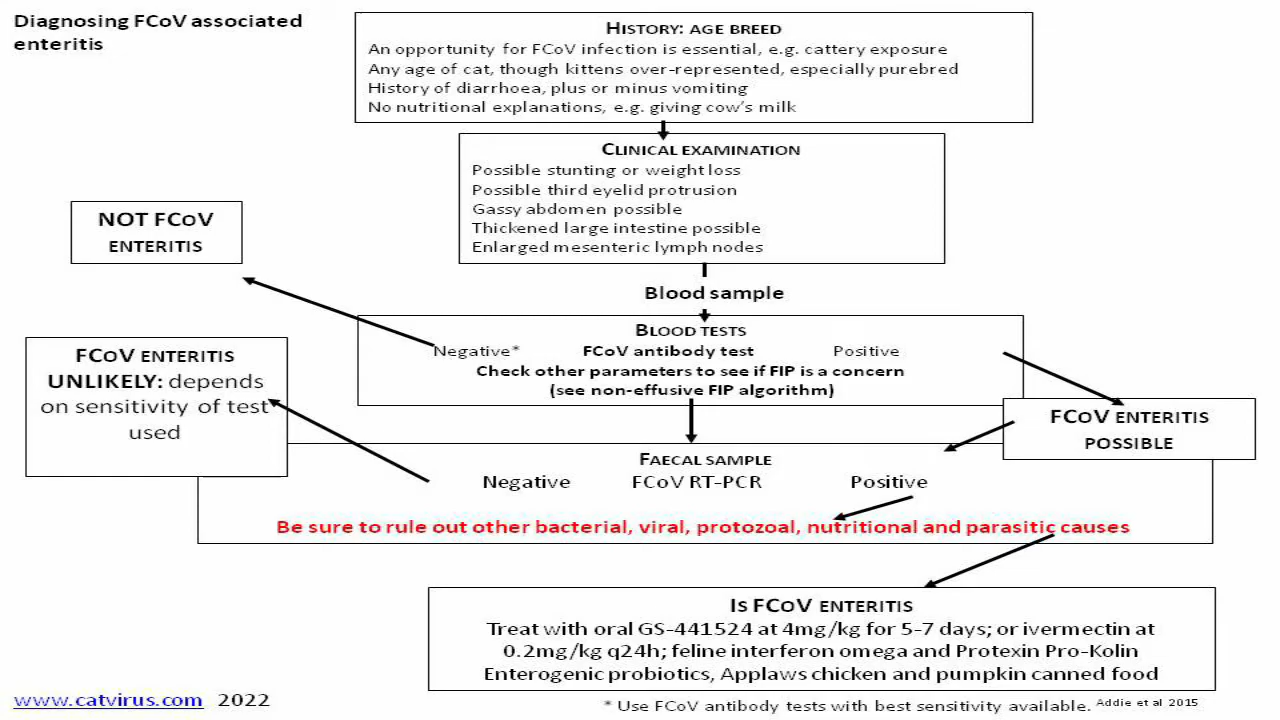 Diagnosing FCoV associated
enteritis
HISTORY: AGE BREED
An opportunity for FCoV infection is essential, e.g. cattery exposure
Any age of cat, though kittens over-represented, especially purebred
History of diarrhoea, plus or minus vomiting
No nutritional explanations, e.g. giving cow's milk
CLINICAL EXAMINATION
Possible stunting or weight loss
Possible third eyelid protrusion
Gassy abdomen possible
Thickened large intestine possible
Enlarged mesenteric lymph nodes
NOT FCOV
ENTERITIS
Blood sample
BLOOD TESTS
Negative* FCoV antibody test Positive
Check other parameters to see if FIP is a concern
(see non-effusive FIP algorithm)
FCOV ENTERITIS
UNLIKELY: depends
on sensitivity of test
used
FCOV ENTERITIS
POSSIBLE
FAECAL SAMPLE
Negative FCoV RT-PCR Positive
Be sure to rule out other bacterial, viral, protozoal, nutritional and parasitic causes
IS FCOV ENTERITIS
Treat with oral GS-441524 at 4mg/kg for 5-7 days; or ivermectin at
0.2mg/kg q24h; feline interferon omega and Protexin Pro-Kolin
Enterogenic probiotics, Applaws chicken and pumpkin canned food
www.catvirus.com 2022
* Use FCoV antibody tests with best sensitivity available. Addie et al 2015